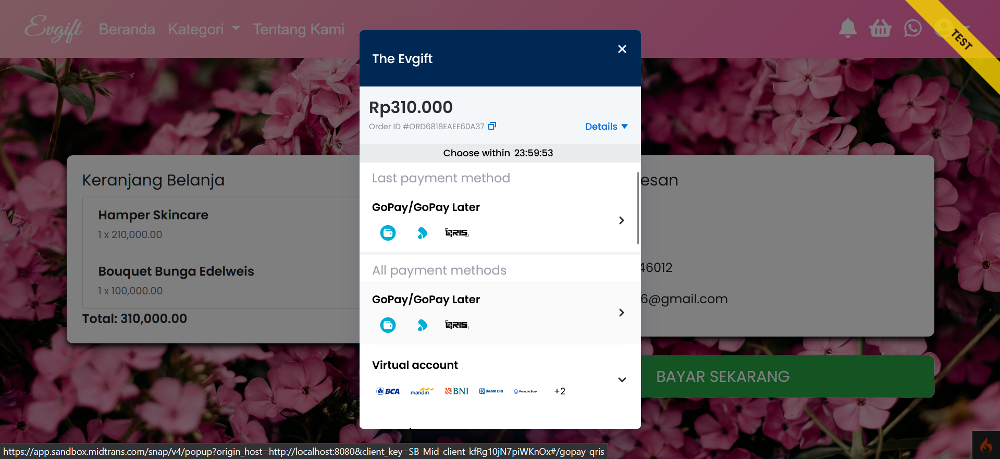 Evgift
Beranda
Kategori
Tentang Kami
TEST
The Evgift
Rp310.000
Order ID #ORD6818EAEE60A37
Details
Choose within 23:59:53
Last payment method
GoPay/GoPay Later
QRIS
All payment methods
GoPay/GoPay Later
QRIS
Virtual account
BCA
mandiri
BNI
BANK BRI
PermataBank
+2
Keranjang Belanja
Hamper Skincare
1 x 210,000.00
Bouquet Bunga Edelweis
1 x 100,000.00
Total: 310,000.00
esan
46012
6@gmail.com
BAYAR SEKARANG
https://app.sandbox.midtrans.com/snap/v4/popup?origin_host=http://localhost:8080&client_key=SB-Mid-client-kfRg10jN7piWKnOx#/gopay-qris